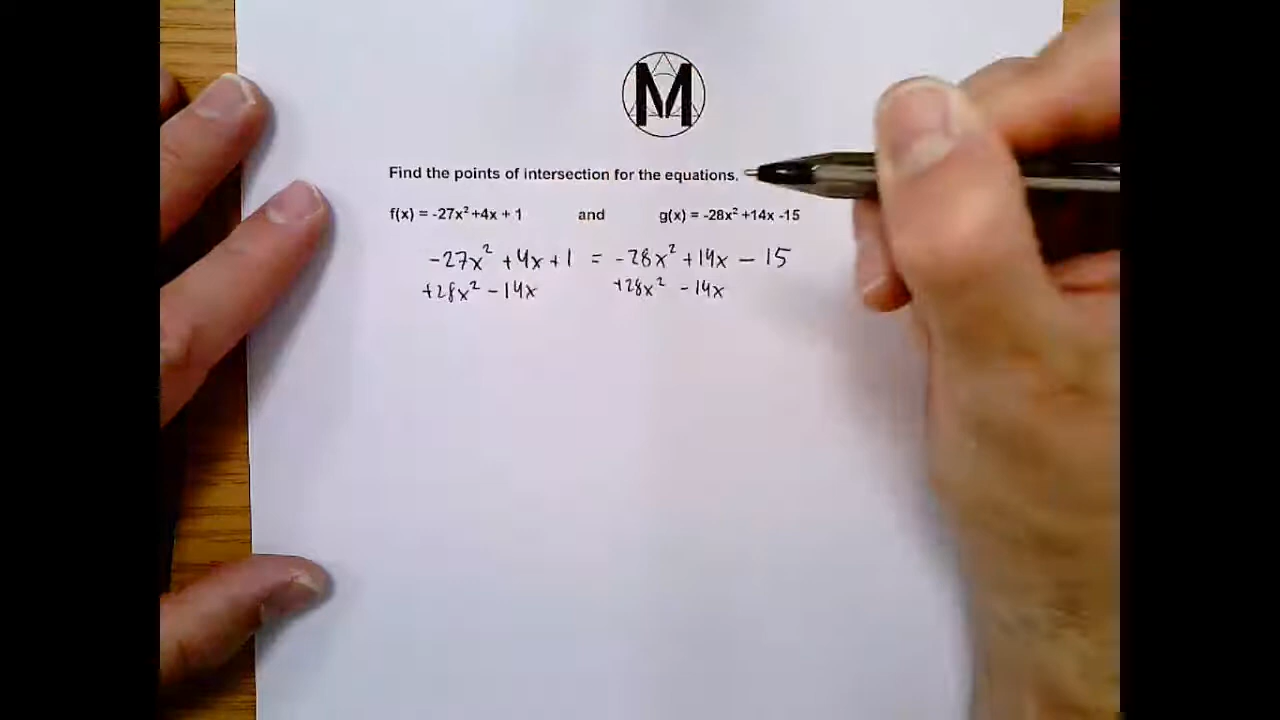 M
Find the points of intersection for the equations.
f(x) = -27x² +4x + 1 and g(x) = -28x² +14x -15
-27x² + 4x + 1 = -28x² + 14x - 15
+28x² - 14x +28x² - 14x